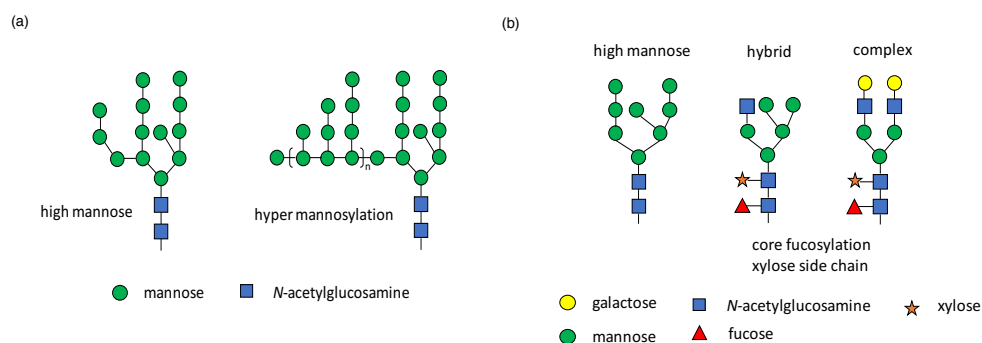 (a)
high mannose
hyper mannosylation
n
mannose
N-acetylglucosamine
(b)
high mannose
hybrid
complex
core fucosylation
xylose side chain
galactose
N-acetylglucosamine
xylose
mannose
fucose